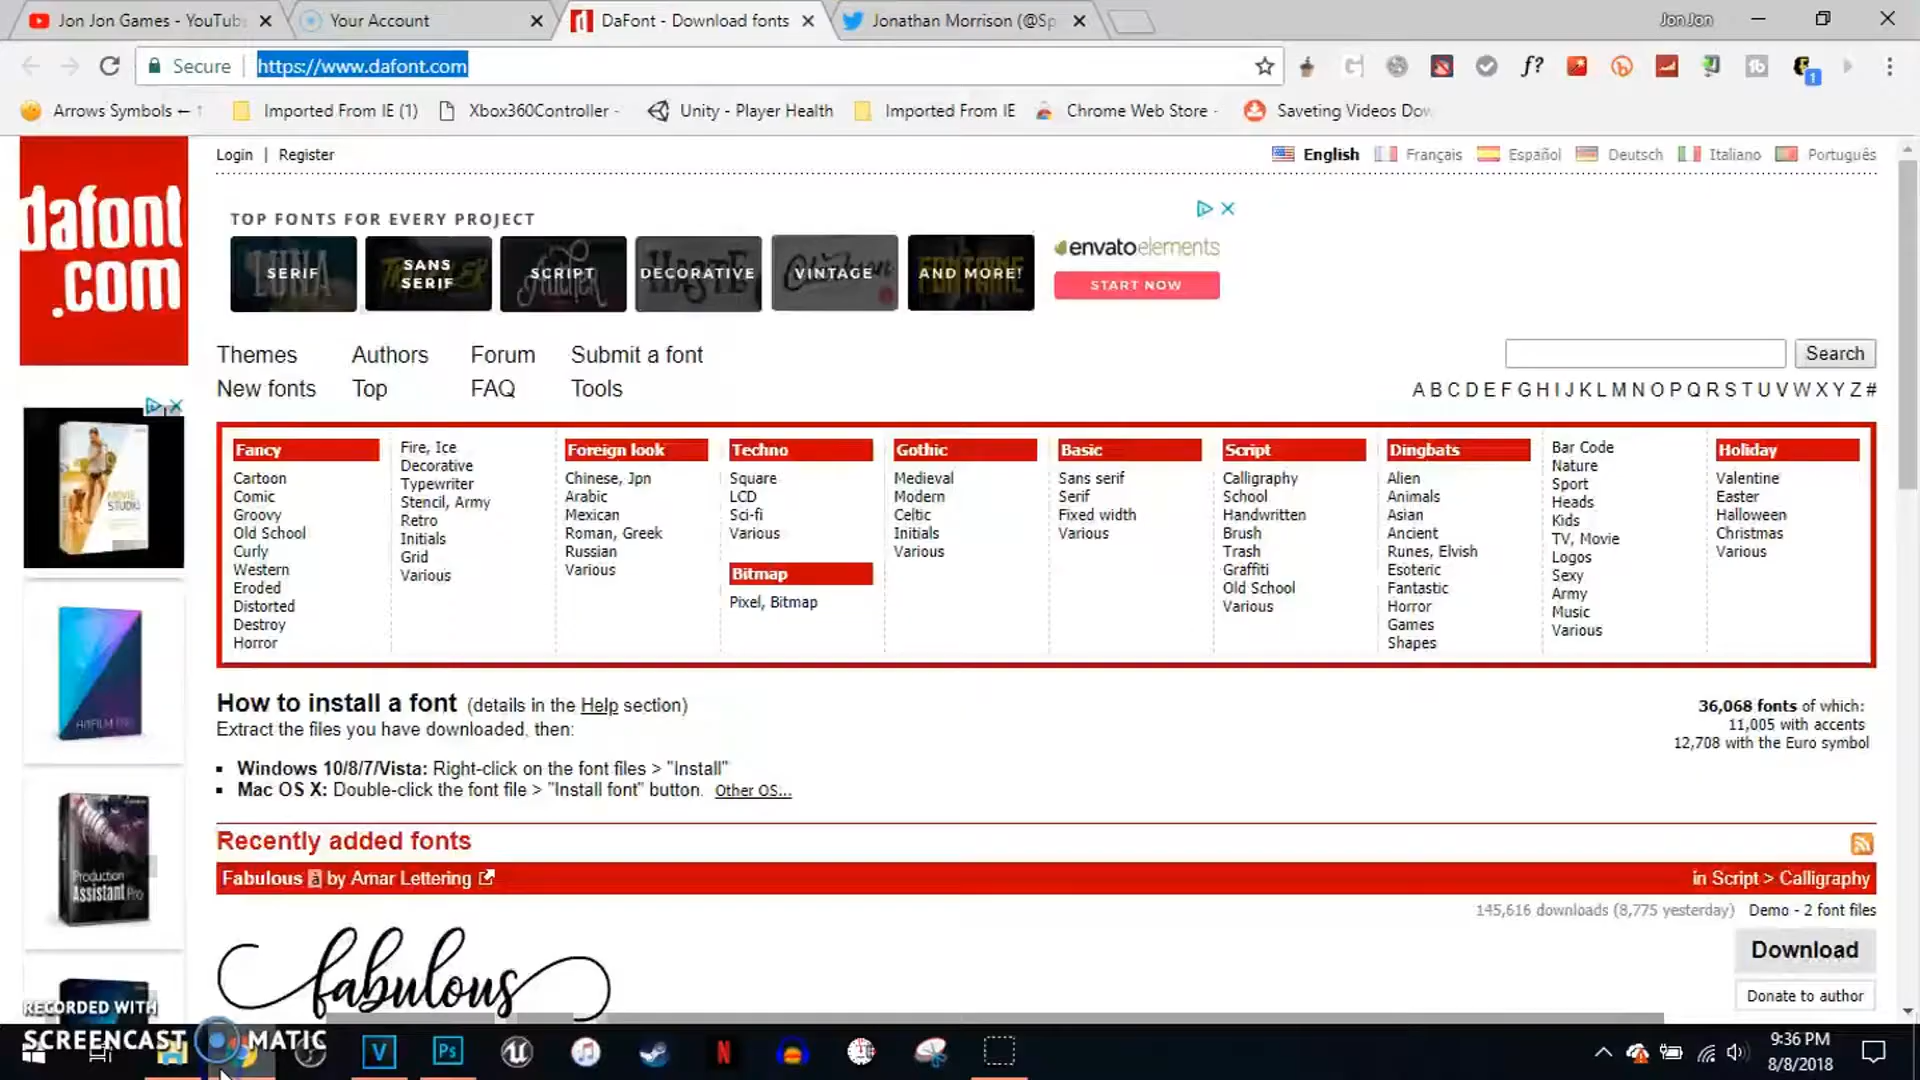 Jon Jon Games - YouTub
Your Account
DaFont - Download fonts
Jonathan Morrison (@Sp
JonJon
Secure
https://www.dafont.com
f?
1
Arrows Symbols ←
Imported From IE (1)
Xbox360Controller -
Unity - Player Health
Imported From IE
Chrome Web Store -
Saveting Videos Dow
dafont
.com
Login | Register
English Français Español Deutsch Italiano Português
TOP FONTS FOR EVERY PROJECT
SERIF
SANS
SERIF
SCRIPT
DECORATIVE
VINTAGE
AND MORE!
envatoelements
START NOW
Themes Authors Forum Submit a font
New fonts Top FAQ Tools
Search
A B C D E F G H I J K L M N O P Q R S T U V W X Y Z #
Fancy
Cartoon
Comic
Groovy
Old School
Curly
Western
Eroded
Distorted
Destroy
Horror
Fire, Ice
Decorative
Typewriter
Stencil, Army
Retro
Initials
Grid
Various
Foreign look
Chinese, Jpn
Arabic
Mexican
Roman, Greek
Russian
Various
Techno
Square
LCD
Sci-fi
Various
Bitmap
Pixel, Bitmap
Gothic
Medieval
Modern
Celtic
Initials
Various
Basic
Sans serif
Serif
Fixed width
Various
Script
Calligraphy
School
Handwritten
Brush
Trash
Graffiti
Old School
Various
Dingbats
Alien
Animals
Asian
Ancient
Runes, Elvish
Esoteric
Fantastic
Horror
Games
Shapes
Bar Code
Nature
Sport
Heads
Kids
TV, Movie
Logos
Sexy
Army
Music
Various
Holiday
Valentine
Easter
Halloween
Christmas
Various
MOVIE
STUDIO
Production
Assistant Pro
How to install a font (details in the Help section)
Extract the files you have downloaded, then:
Windows 10/8/7/Vista: Right-click on the font files > "Install"
Mac OS X: Double-click the font file > "Install font" button. Other OS...
36,068 fonts of which:
11,005 with accents
12,708 with the Euro symbol
Recently added fonts
Fabulous à by Amar Lettering
in Script > Calligraphy
145,616 downloads (8,775 yesterday) Demo - 2 font files
fabulous
Download
Donate to author
RECORDED WITH
SCREENCAST MATIC
V
Ps
N
9:36 PM
8/8/2018